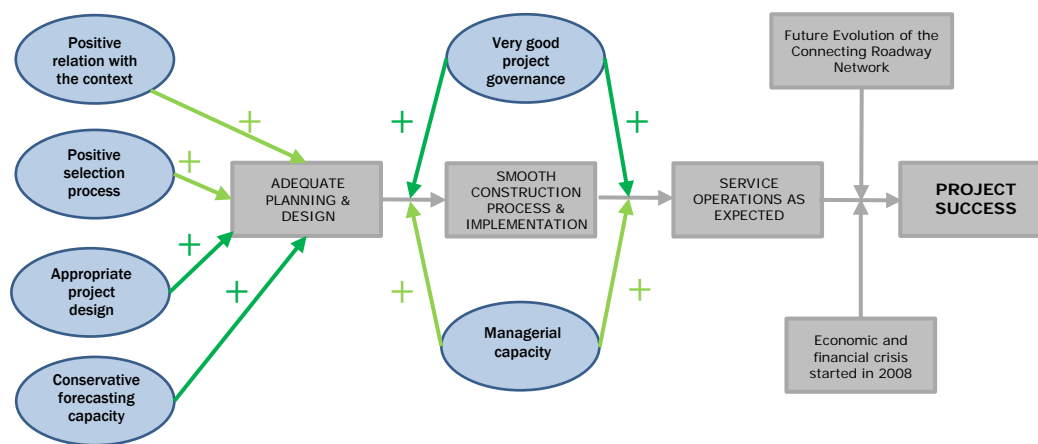 Positive
relation with
the context
+
Positive
selection
process
+
Appropriate
project
design
+
Conservative
forecasting
capacity
+
ADEQUATE
PLANNING &
DESIGN
Very good
project
governance
+
+
SMOOTH
CONSTRUCTION
PROCESS &
IMPLEMENTATION
+
+
Managerial
capacity
SERVICE
OPERATIONS AS
EXPECTED
Future Evolution of the
Connecting Roadway
Network
PROJECT
SUCCESS
Economic and
financial crisis
started in 2008